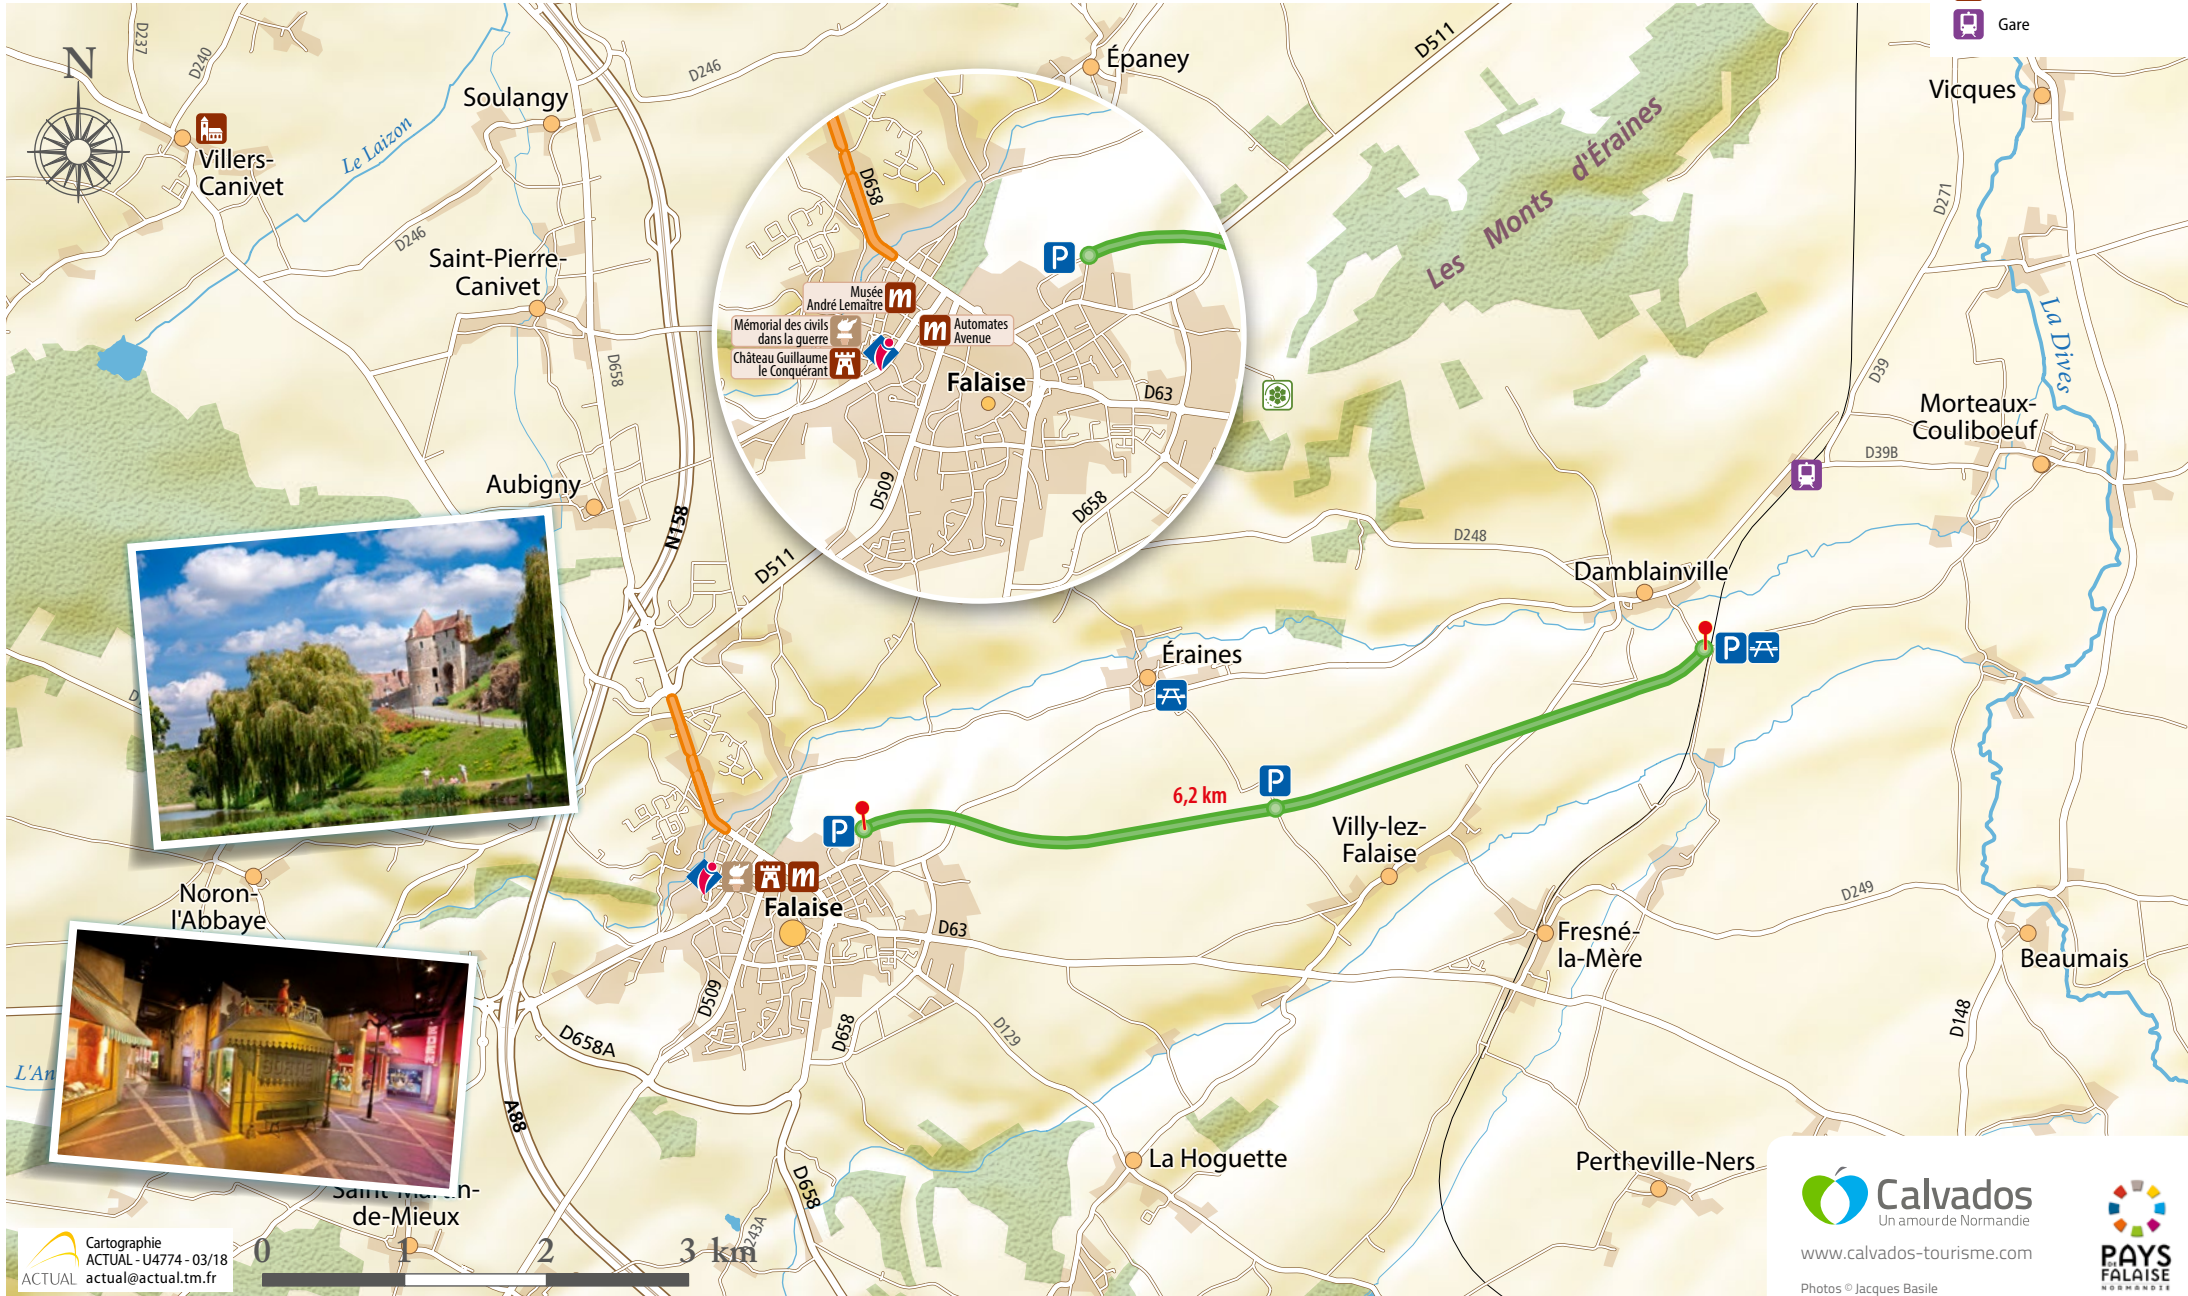 Gare
N
D237
D240
D246
Épaney
D511
Vicques
Soulangy
Le Laizon
Villers-
Canivet
D246
Saint-Pierre-
Canivet
D658
Les Monts d'Éraines
D271
La Dives
D658
Musée
André Lemaître
m
Mémorial des civils
dans la guerre
m
Automates
Avenue
Château Guillaume
le Conquérant
Falaise
D63
D509
D658
P
D39
Morteaux-
Couliboeuf
D39B
Aubigny
N158
D511
D248
Damblainville
P
Éraines
P
6,2 km
P
Villy-lez-
Falaise
m
Falaise
D63
Noron-
l'Abbaye
D249
Fresné-
la-Mère
Beaumais
D509
D658
D658A
D129
D148
L'An
A88
La Hoguette
Pertheville-Ners
D658
D243A
de-Mieux
Cartographie
ACTUAL - U4774 - 03/18
actual@actual.tm.fr
ACTUAL
0 1 2 3 km
Calvados
Un amour de Normandie
www.calvados-tourisme.com
Photos © Jacques Basile
PAYS
DE
FALAISE
NORMANDIE